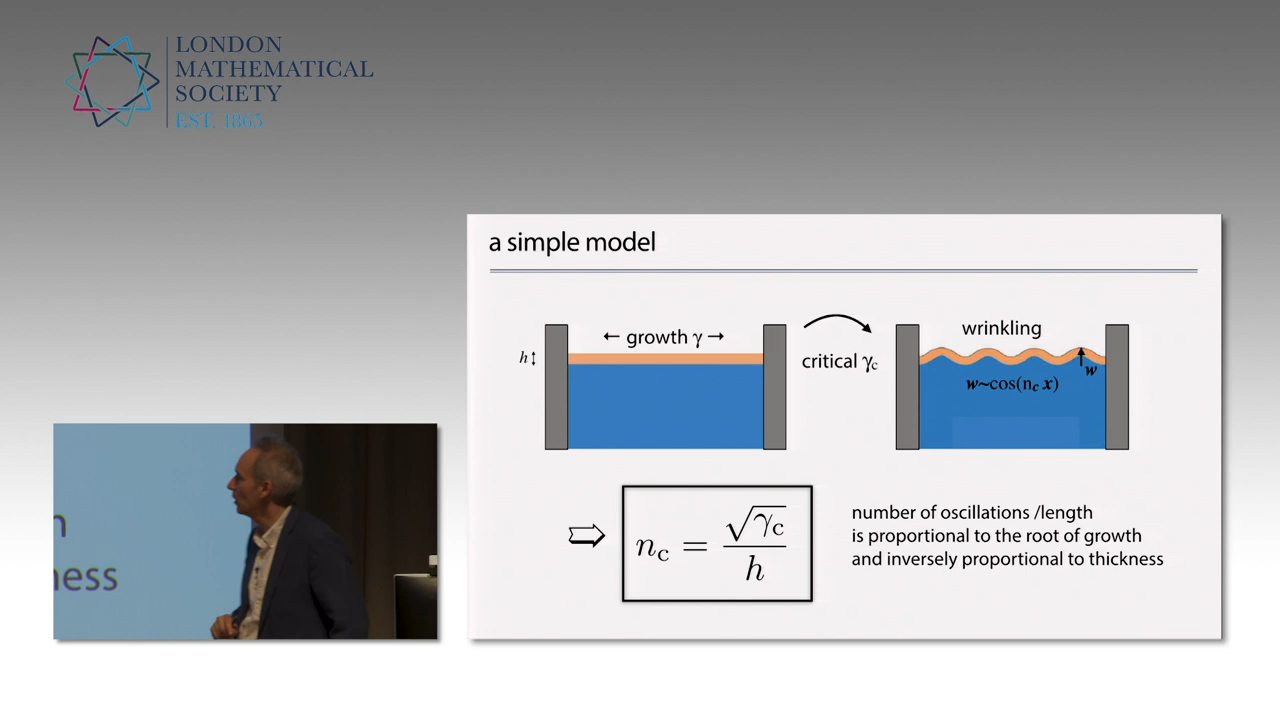 LONDON
MATHEMATICAL
SOCIETY
EST. 1865
a simple model
← growth γ →
h
critical γc
wrinkling
w
w~cos(nc x)
nc = √γc / h
number of oscillations /length
is proportional to the root of growth
and inversely proportional to thickness
ness